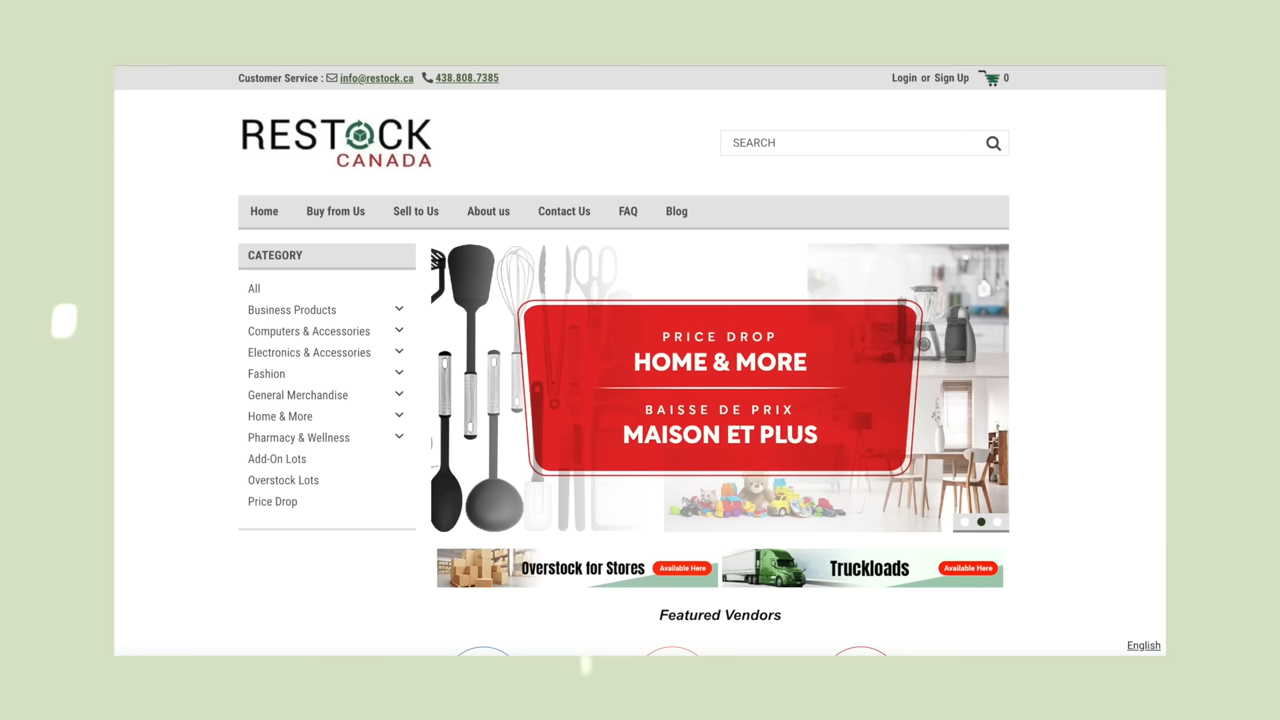 Customer Service : info@restock.ca 438.808.7385
Login or Sign Up 0
RESTOCK
CANADA
SEARCH
Home Buy from Us Sell to Us About us Contact Us FAQ Blog
CATEGORY
All
Business Products
Computers & Accessories
Electronics & Accessories
Fashion
General Merchandise
Home & More
Pharmacy & Wellness
Add-On Lots
Overstock Lots
Price Drop
PRICE DROP
HOME & MORE
BAISSE DE PRIX
MAISON ET PLUS
Overstock for Stores Available Here
Truckloads Available Here
Featured Vendors
English